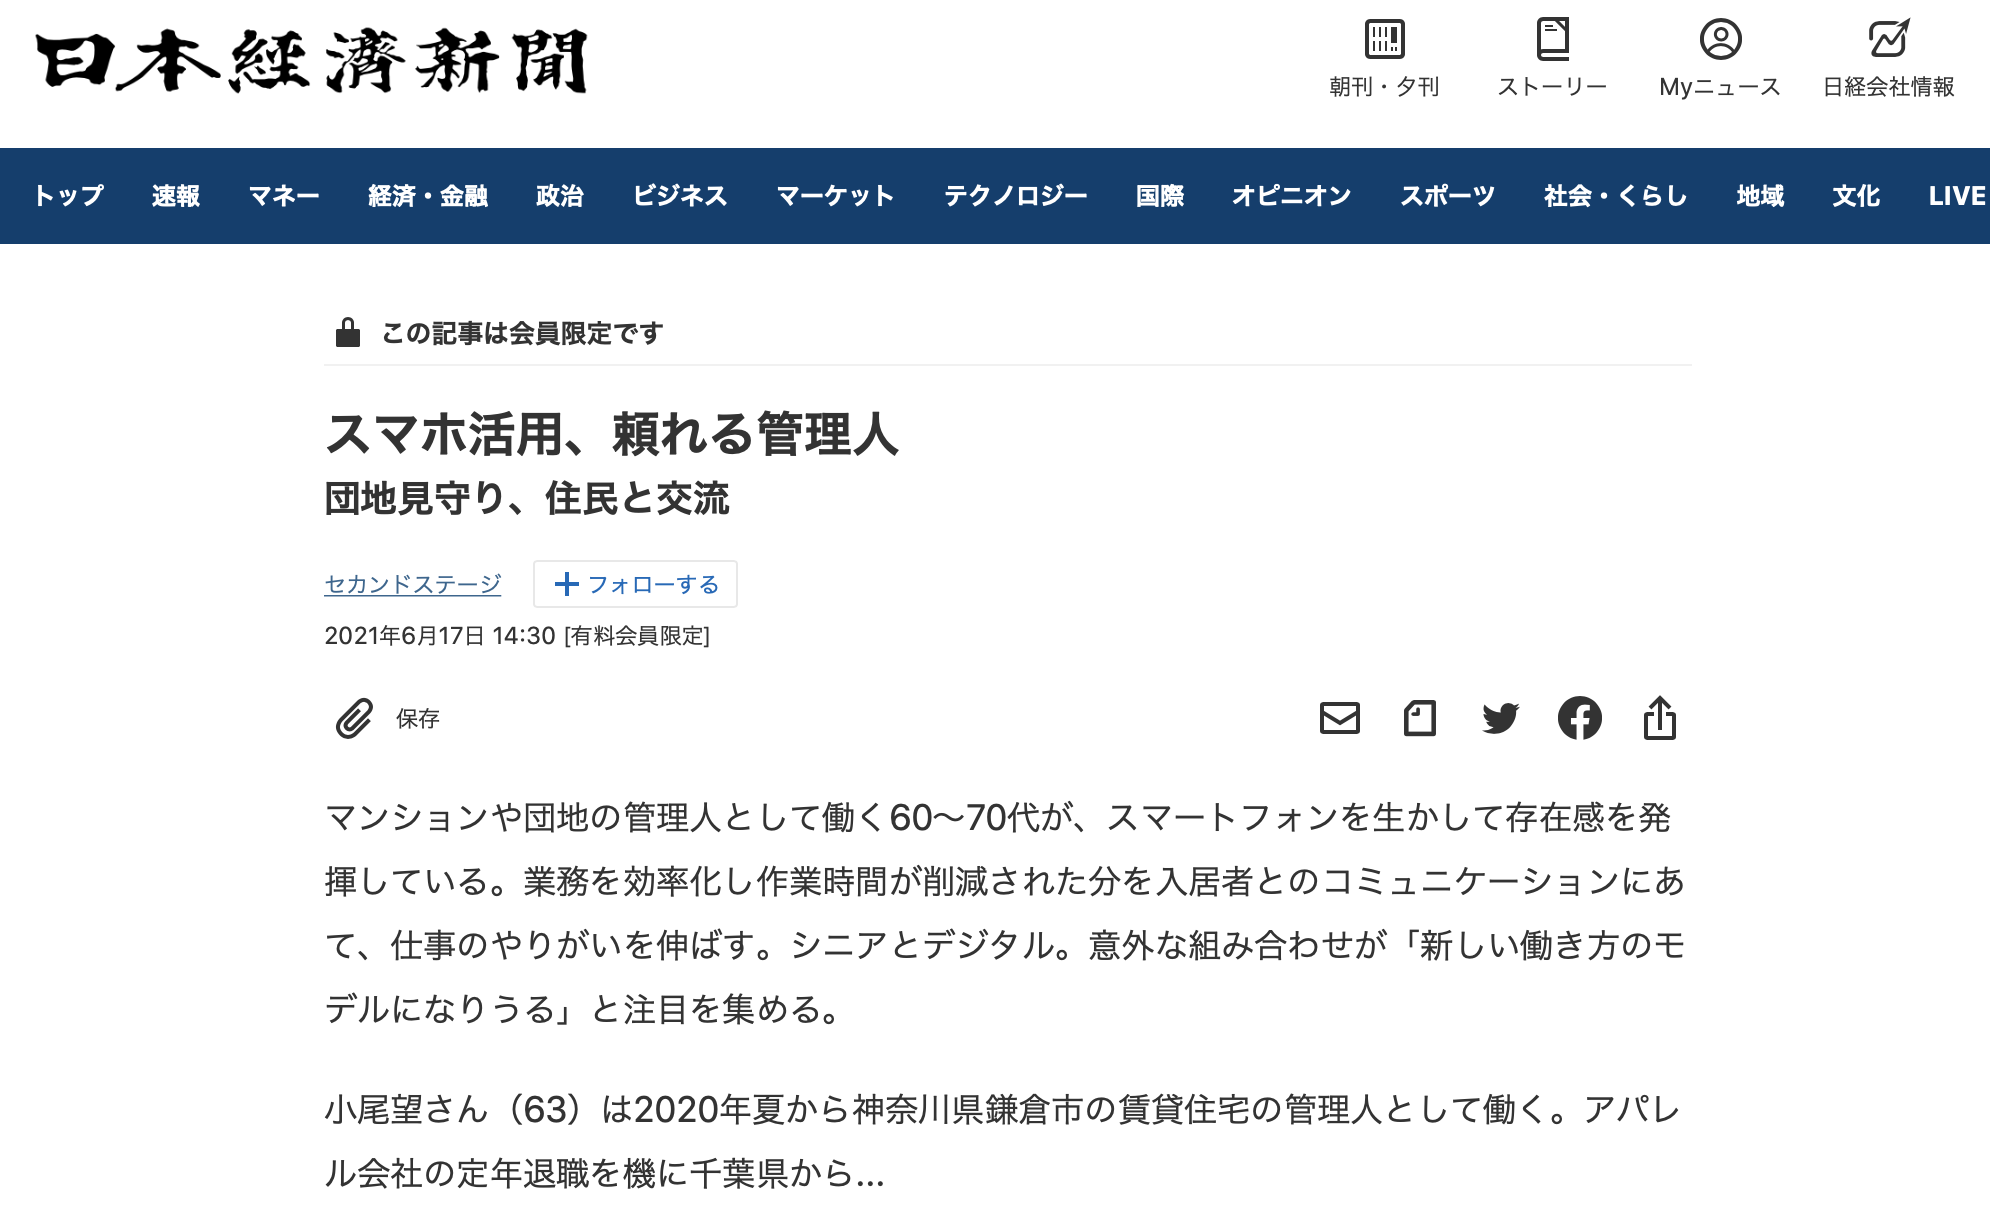 日本経済新聞
朝刊・夕刊
ストーリー
Myニュース
日経会社情報
トップ 速報 マネー 経済・金融 政治 ビジネス マーケット テクノロジー 国際 オピニオン スポーツ 社会・くらし 地域 文化 LIVE
この記事は会員限定です
スマホ活用、頼れる管理人
団地見守り、住民と交流
セカンドステージ
フォローする
2021年6月17日 14:30 [有料会員限定]
保存
マンションや団地の管理人として働く60〜70代が、スマートフォンを生かして存在感を発
揮している。業務を効率化し作業時間が削減された分を入居者とのコミュニケーションにあ
て、仕事のやりがいを伸ばす。シニアとデジタル。意外な組み合わせが「新しい働き方のモ
デルになりうる」と注目を集める。
小尾望さん（63）は2020年夏から神奈川県鎌倉市の賃貸住宅の管理人として働く。アパレ
ル会社の定年退職を機に千葉県から...